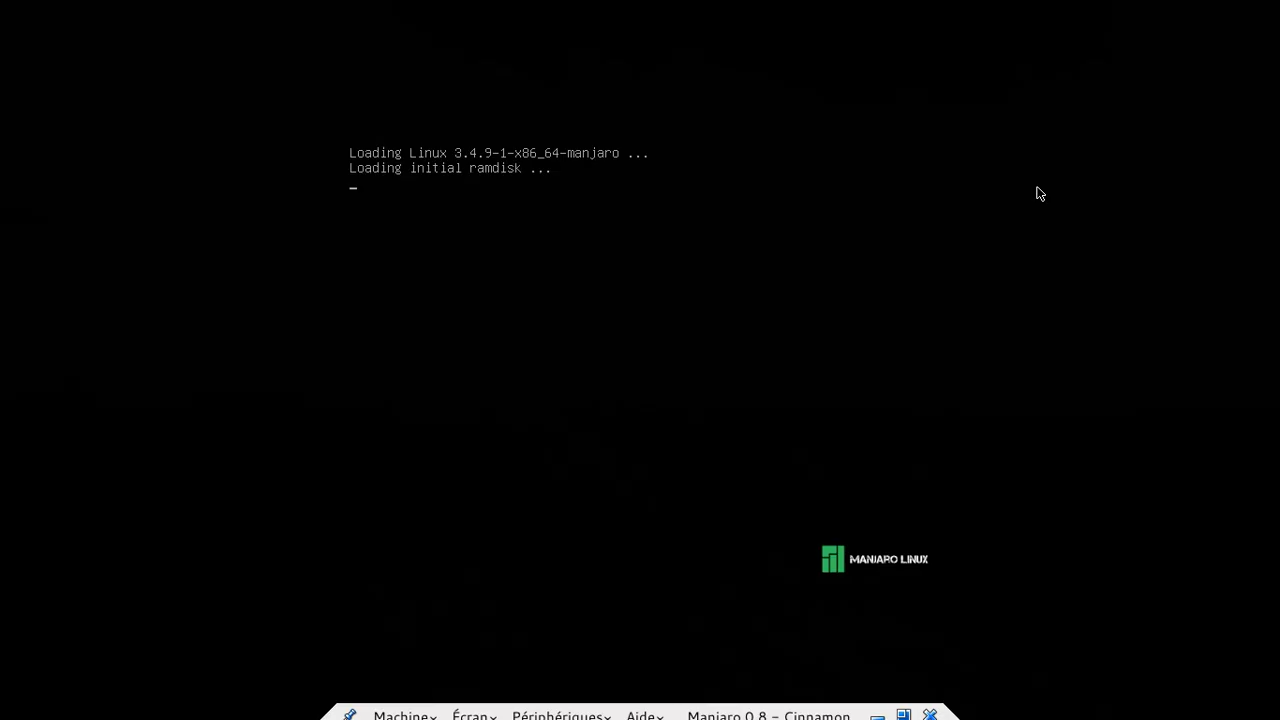 Loading Linux 3.4.9-1-x86_64-manjaro ...
Loading initial ramdisk ...
MANJARO LINUX
Machine Écran Périphériques Aide Manjaro 0.8 - Cinnamon